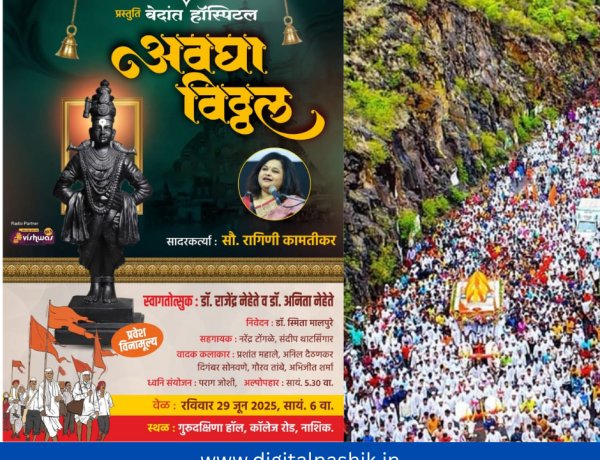 प्रस्तुति बेदांत हॉस्पिटल
अवघा
विठ्ठल
Radio Partner
vishwas
सादरकर्त्या : सौ. रागिणी कामतीकर
स्वागतोत्सुक : डॉ. राजेंद्र नेहेते व डॉ. अनिता नेहेते
प्रवेश
विनामूल्य
निवेदन : डॉ. स्मिता मालपुरे
सहगायक : नरेंद्र टोंगळे, संदीप थाटसिंगार
वादक कलाकार : प्रशांत महाले, अनिल दैठणकर
दिगंबर सोनवणे, गौरव तांबे, अभिजीत शर्मा
ध्वनि संयोजन : पराग जोशी, अल्पोपहार : सायं. 5.30 वा.
वेळ : रविवार 29 जून 2025, सायं. 6 वा.
स्थळ : गुरुदक्षिणा हॉल, कॉलेज रोड, नाशिक.
www.digitalnashik.in